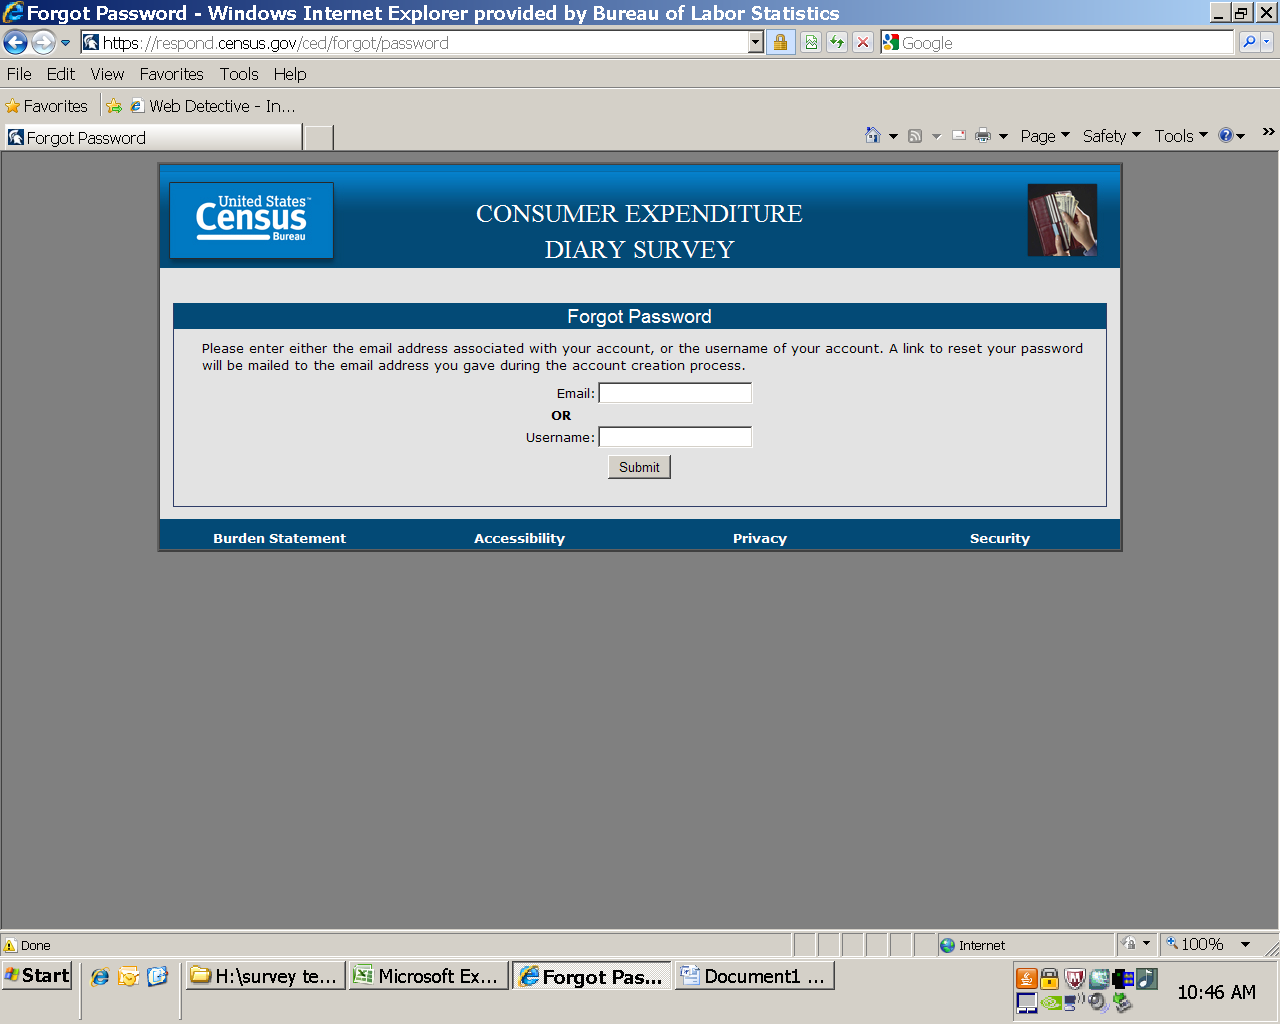 Forgot Password - Windows Internet Explorer provided by Bureau of Labor Statistics
https://respond.census.gov/ced/forgot/password
Google
File Edit View Favorites Tools Help
Favorites Web Detective - In...
Forgot Password
Page Safety Tools
United States™
Census
Bureau
CONSUMER EXPENDITURE
DIARY SURVEY
Forgot Password
Please enter either the email address associated with your account, or the username of your account. A link to reset your password
will be mailed to the email address you gave during the account creation process.
Email:
OR
Username:
Submit
Burden Statement Accessibility Privacy Security
Done Internet 100%
Start H:\survey te... Microsoft Ex... Forgot Pas... Document1 ... 10:46 AM